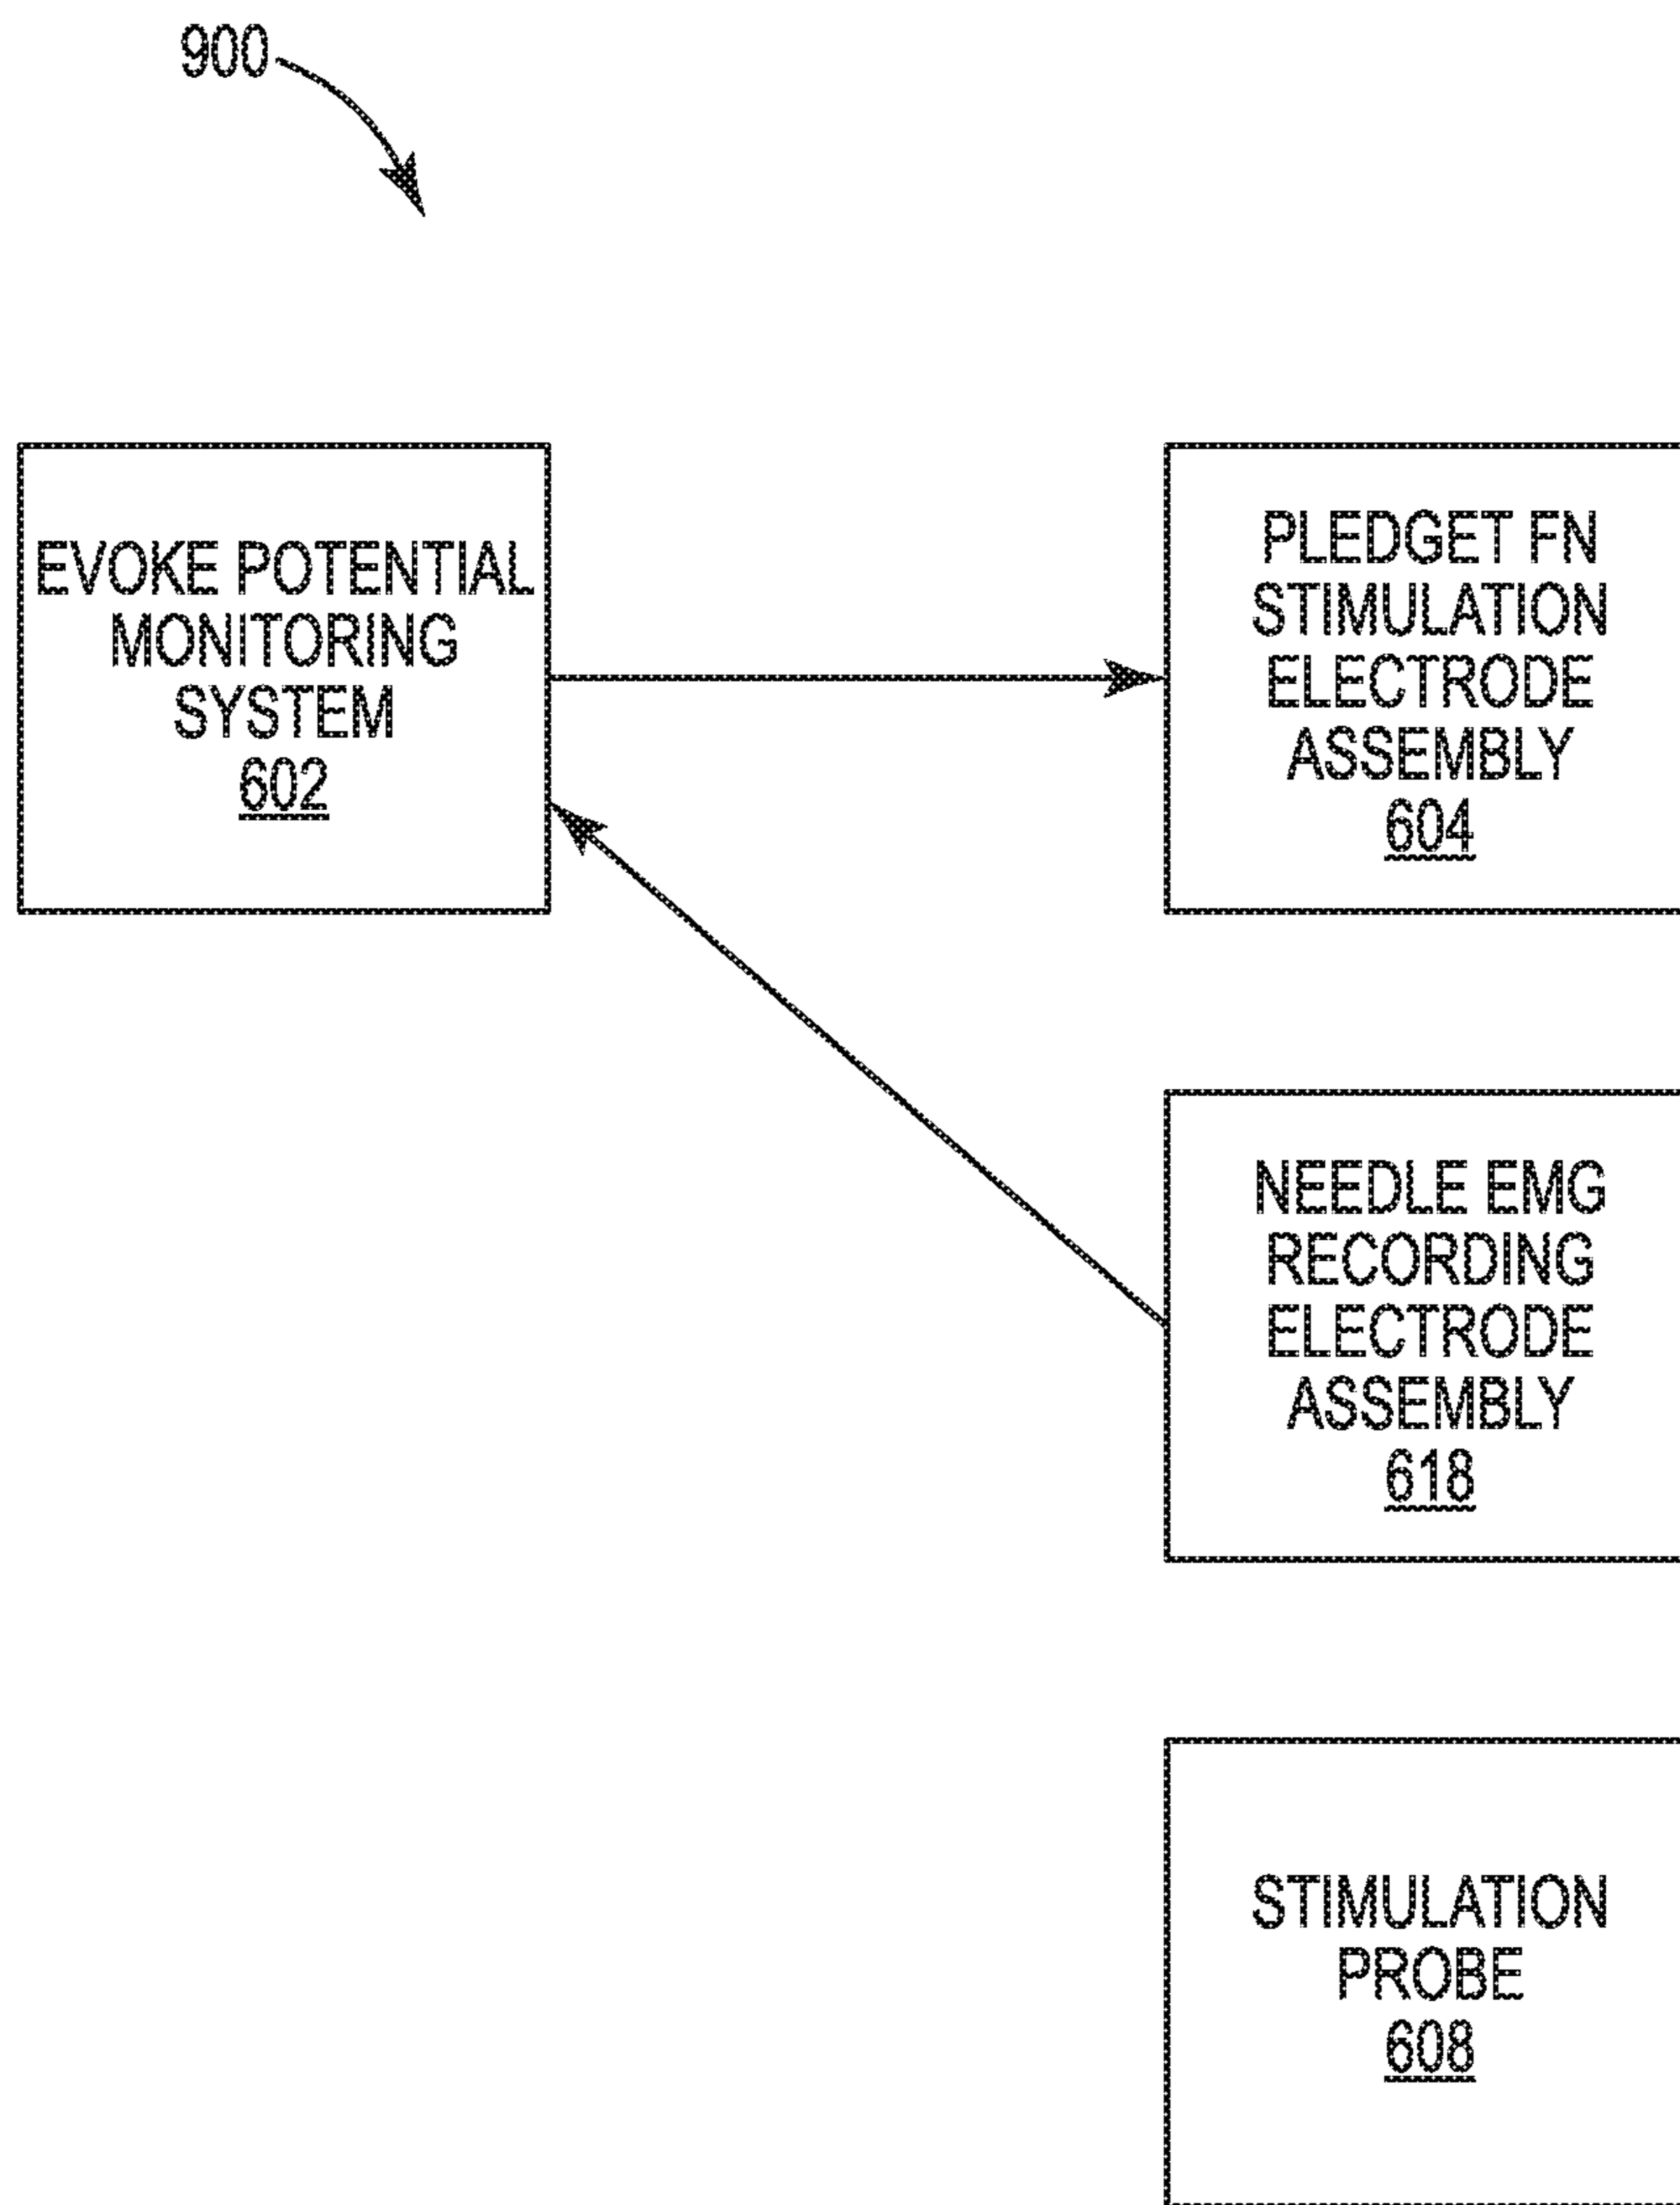 900
EVOKE POTENTIAL
MONITORING
SYSTEM
602
PLEDGET FN
STIMULATION
ELECTRODE
ASSEMBLY
604
NEEDLE EMG
RECORDING
ELECTRODE
ASSEMBLY
618
STIMULATION
PROBE
608